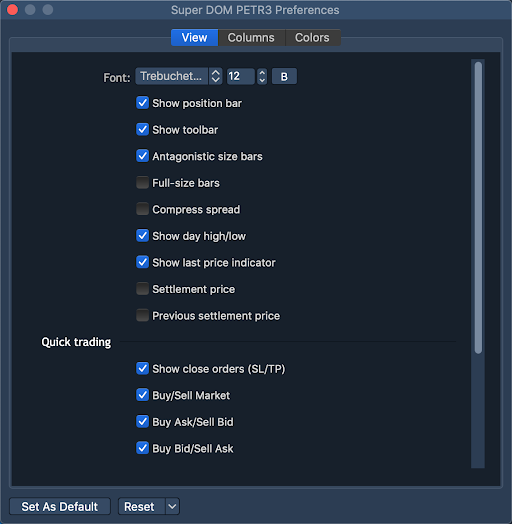 Super DOM PETR3 Preferences
View Columns Colors
Font: Trebuchet... 12 B
Show position bar
Show toolbar
Antagonistic size bars
Full-size bars
Compress spread
Show day high/low
Show last price indicator
Settlement price
Previous settlement price
Quick trading
Show close orders (SL/TP)
Buy/Sell Market
Buy Ask/Sell Bid
Buy Bid/Sell Ask
Set As Default Reset